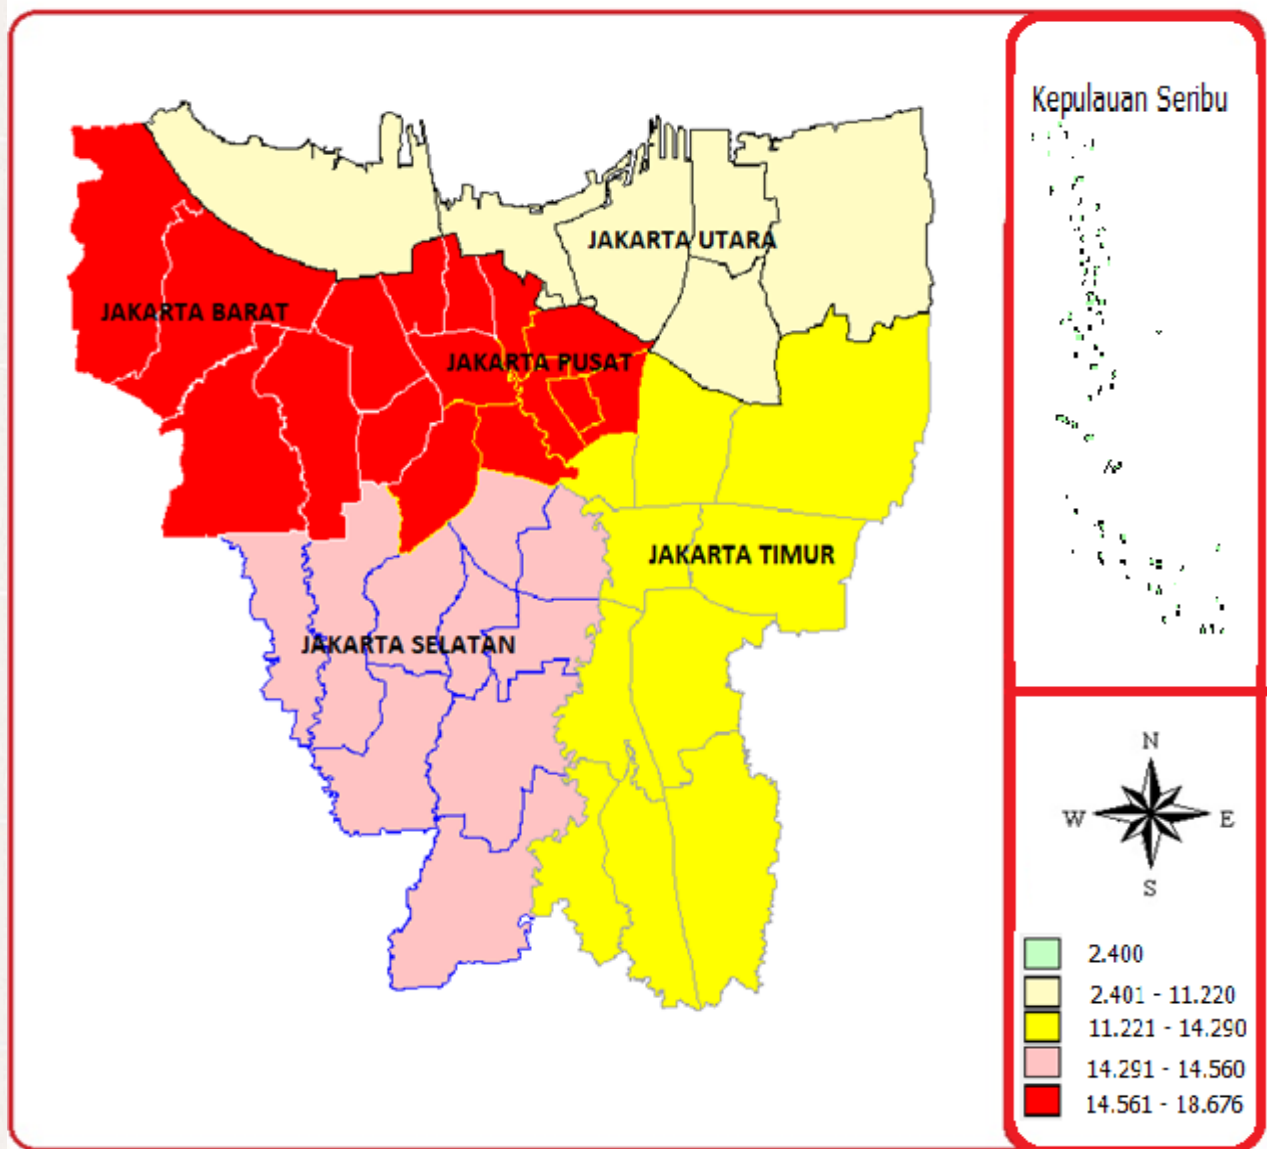 Kepulauan Seribu
JAKARTA UTARA
JAKARTA BARAT
JAKARTA PUSAT
JAKARTA TIMUR
JAKARTA SELATAN
N
W E
S
2.400
2.401 - 11.220
11.221 - 14.290
14.291 - 14.560
14.561 - 18.676